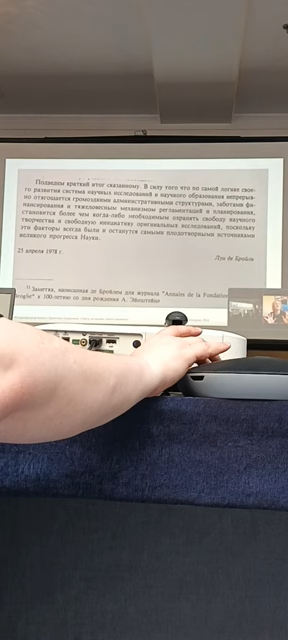 Подведем краткий итог сказанному. В силу того что по самой логике свое-
го развития система научных исследований и научного образования непрерыв-
но отягощается громоздкими административными структурами, заботами фи-
нансирования и тяжеловесным механизмом регламентаций и планирования,
становится более чем когда-либо необходимым охранять свободу научного
творчества и свободную инициативу оригинальных исследований, поскольку
эти факторы всегда были и останутся самыми плодотворными источниками
великого прогресса Науки.
25 апреля 1978 г.
Луи де Бройль
¹⁾ Заметка, написанная де Бройлем для журнала "Annales de la Fondation
Broglie" к 100-летию со дня рождения А. Эйнштейна